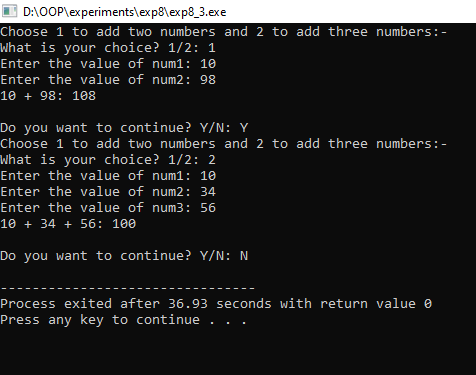 D:\OOP\experiments\exp8\exp8_3.exe
Choose 1 to add two numbers and 2 to add three numbers:-
What is your choice? 1/2: 1
Enter the value of num1: 10
Enter the value of num2: 98
10 + 98: 108
Do you want to continue? Y/N: Y
Choose 1 to add two numbers and 2 to add three numbers:-
What is your choice? 1/2: 2
Enter the value of num1: 10
Enter the value of num2: 34
Enter the value of num3: 56
10 + 34 + 56: 100
Do you want to continue? Y/N: N
--------------------------------
Process exited after 36.93 seconds with return value 0
Press any key to continue . . .